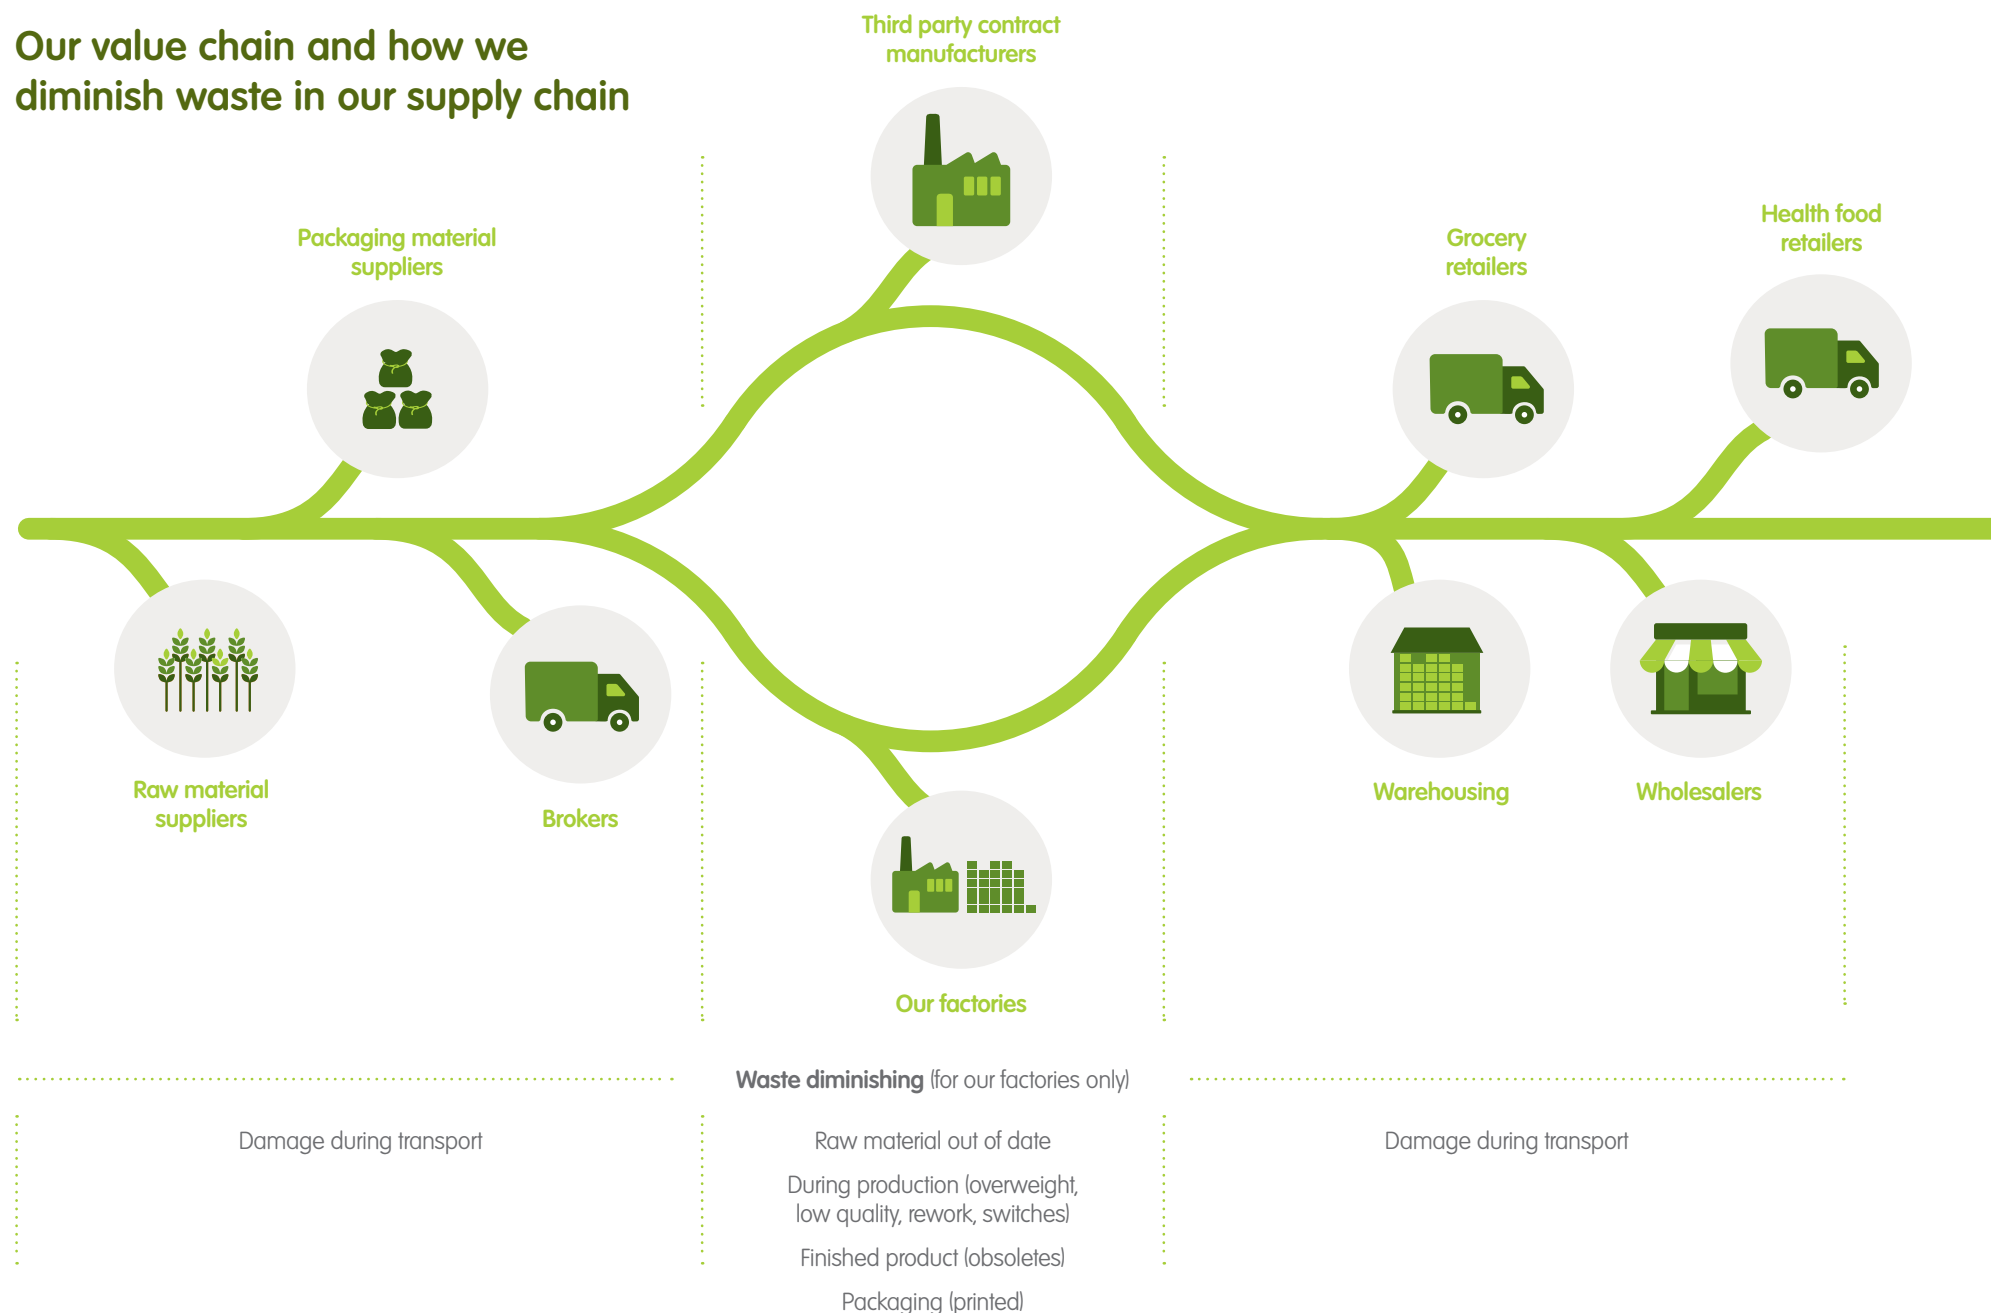 Our value chain and how we
diminish waste in our supply chain
Third party contract
manufacturers
Packaging material
suppliers
Grocery
retailers
Health food
retailers
Raw material
suppliers
Brokers
Warehousing
Wholesalers
Our factories
Waste diminishing (for our factories only)
Damage during transport
Raw material out of date
During production (overweight,
low quality, rework, switches)
Finished product (obsoletes)
Packaging (printed)
Damage during transport